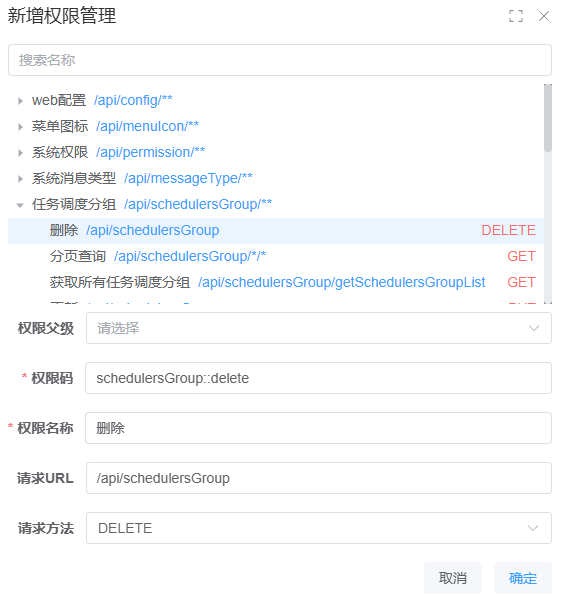 新增权限管理
搜索名称
web配置 /api/config/**
菜单图标 /api/menuIcon/**
系统权限 /api/permission/**
系统消息类型 /api/messageType/**
任务调度分组 /api/schedulersGroup/**
删除 /api/schedulersGroup DELETE
分页查询 /api/schedulersGroup/*/* GET
获取所有任务调度分组 /api/schedulersGroup/getSchedulersGroupList GET
权限父级 请选择
* 权限码 schedulersGroup::delete
* 权限名称 删除
请求URL /api/schedulersGroup
请求方法 DELETE
取消 确定